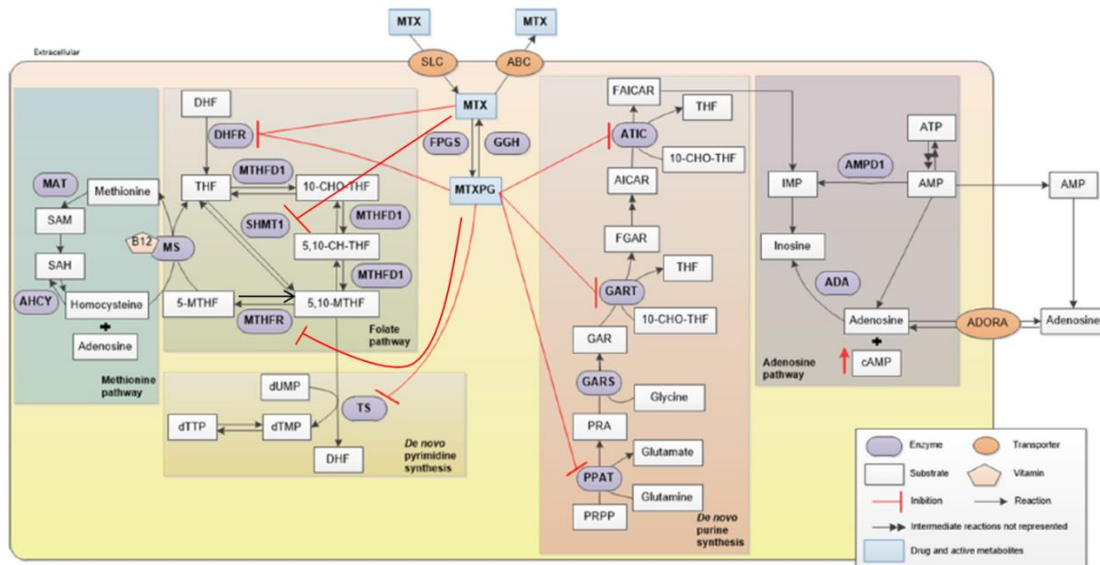 MTX
MTX
Extracellular
SLC
ABC
MTX
FPGS
GGH
MTXPG
DHF
DHFR
MTHFD1
THF
10-CHO-THF
SHMT1
MTHFD1
5,10-CH-THF
MTHFD1
5-MTHF
5,10-MTHF
MTHFR
Folate
pathway
MAT
Methionine
SAM
B12
MS
SAH
AHCY
Homocysteine
+
Adenosine
Methionine
pathway
dUMP
TS
dTTP
dTMP
DHF
De novo
pyrimidine
synthesis
FAICAR
THF
ATIC
10-CHO-THF
AICAR
FGAR
THF
GART
10-CHO-THF
GAR
GARS
Glycine
PRA
Glutamate
PPAT
Glutamine
PRPP
De novo
purine
synthesis
ATP
AMPD1
IMP
AMP
AMP
Inosine
ADA
Adenosine
ADORA
Adenosine
+
cAMP
Adenosine
pathway
Enzyme
Transporter
Substrate
Vitamin
Inibition
Reaction
Intermediate reactions not represented
Drug and active metabolites